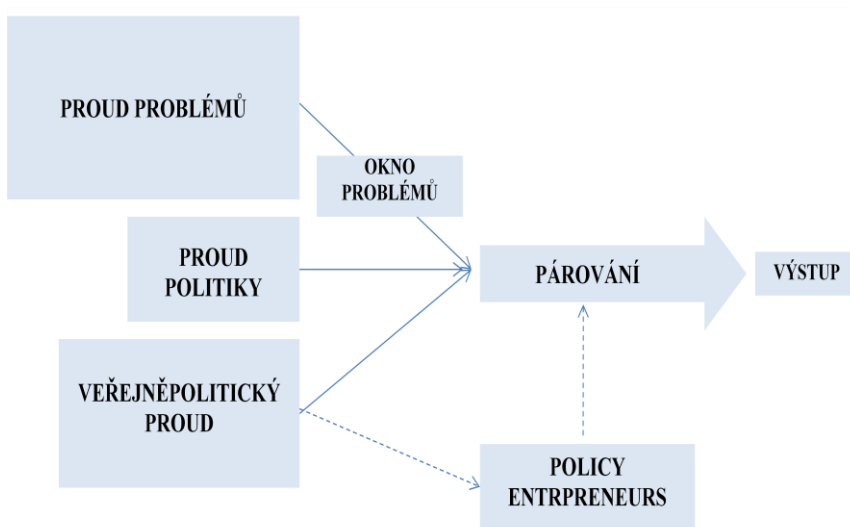 PROUD PROBLÉMŮ
OKNO
PROBLÉMŮ
PROUD
POLITIKY
PÁROVÁNÍ
VÝSTUP
VEŘEJNĚPOLITICKÝ
PROUD
POLICY
ENTRPRENEURS